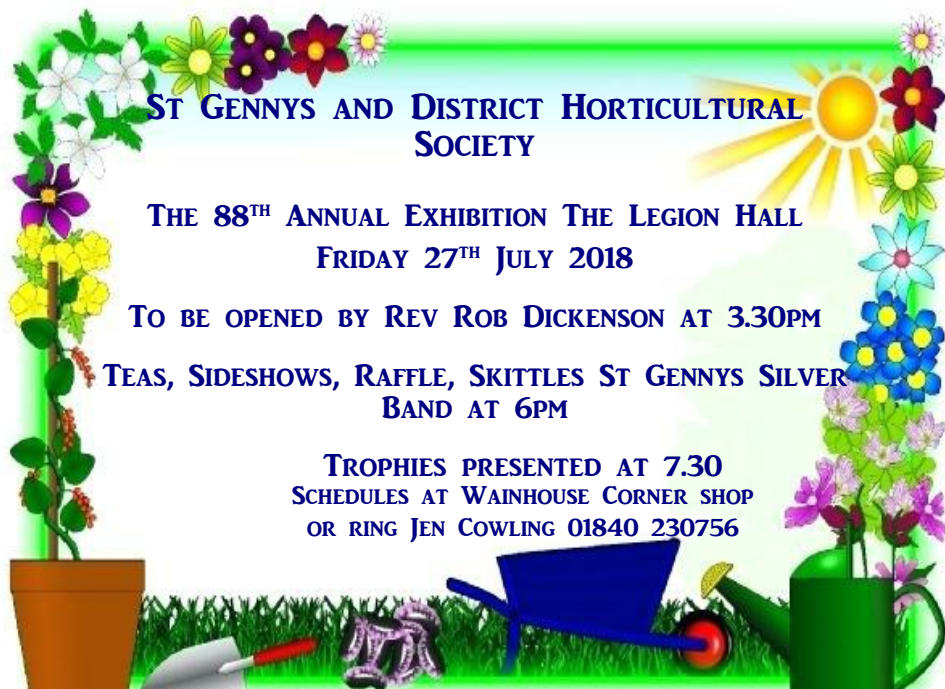 St Gennys and District Horticultural
Society
The 88th Annual Exhibition The Legion Hall
Friday 27th July 2018
To be opened by Rev Rob Dickenson at 3.30pm
Teas, Sideshows, Raffle, Skittles St Gennys Silver
Band at 6pm
Trophies presented at 7.30
Schedules at Wainhouse Corner shop
or ring Jen Cowling 01840 230756